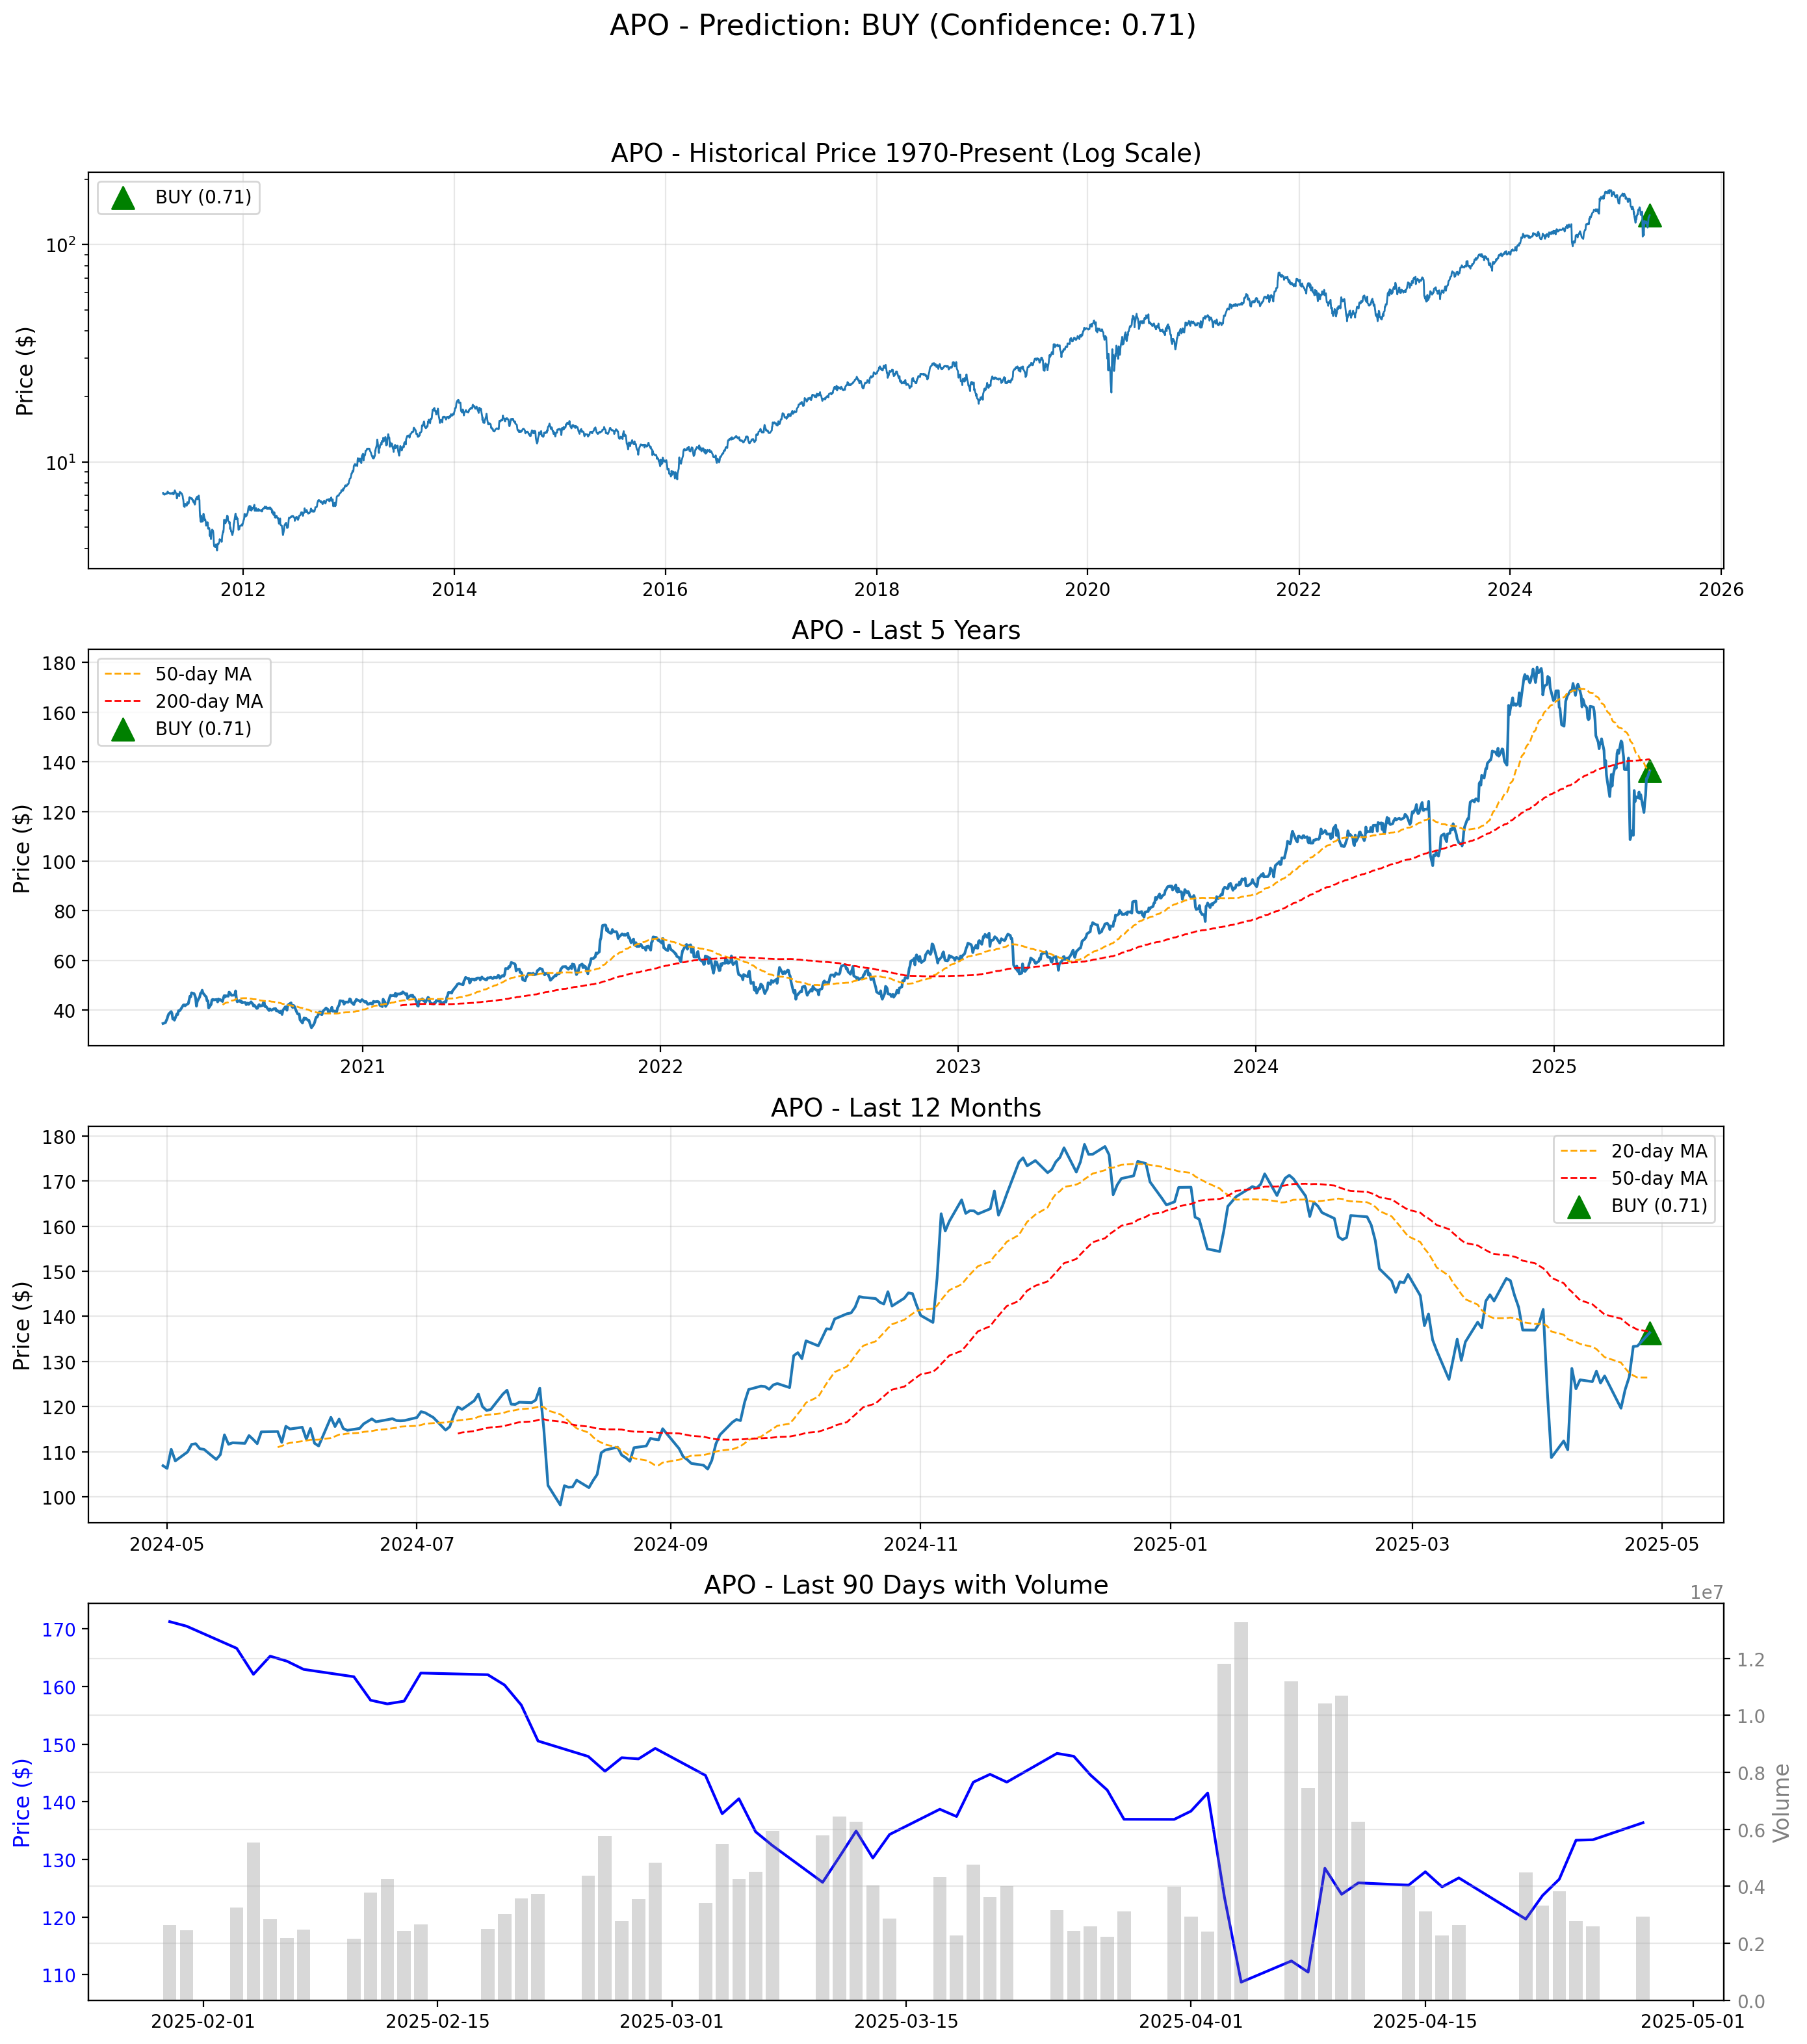 APO - Prediction: BUY (Confidence: 0.71)
APO - Historical Price 1970-Present (Log Scale)
BUY (0.71)
Price ($)
10²
10¹
2012 2014 2016 2018 2020 2022 2024 2026
APO - Last 5 Years
50-day MA
200-day MA
BUY (0.71)
Price ($)
180
160
140
120
100
80
60
40
2021 2022 2023 2024 2025
APO - Last 12 Months
20-day MA
50-day MA
BUY (0.71)
Price ($)
180
170
160
150
140
130
120
110
100
2024-05 2024-07 2024-09 2024-11 2025-01 2025-03 2025-05
APO - Last 90 Days with Volume
1e7
Price ($)
170
160
150
140
130
120
110
Volume
1.2
1.0
0.8
0.6
0.4
0.2
0.0
2025-02-01 2025-02-15 2025-03-01 2025-03-15 2025-04-01 2025-04-15 2025-05-01